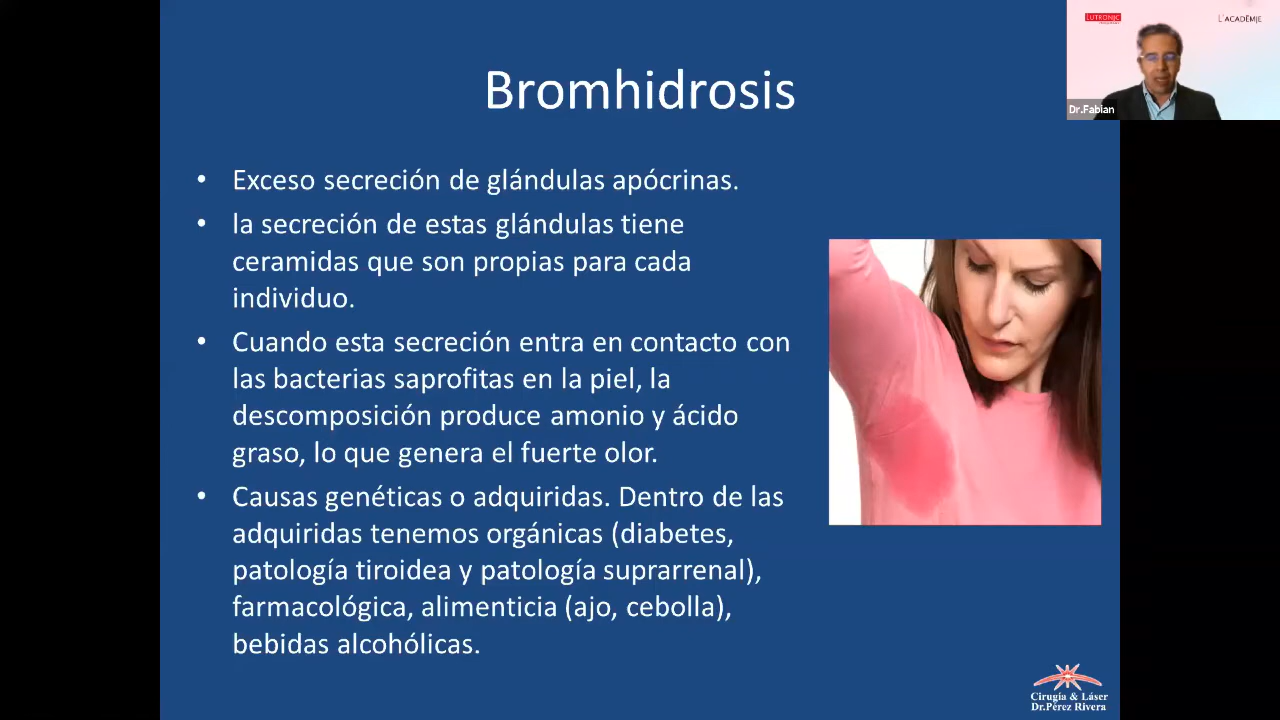 Bromhidrosis
• Exceso secreción de glándulas apócrinas.
• la secreción de estas glándulas tiene
ceramidas que son propias para cada
individuo.
• Cuando esta secreción entra en contacto con
las bacterias saprofitas en la piel, la
descomposición produce amonio y ácido
graso, lo que genera el fuerte olor.
• Causas genéticas o adquiridas. Dentro de las
adquiridas tenemos orgánicas (diabetes,
patología tiroidea y patología suprarrenal),
farmacológica, alimenticia (ajo, cebolla),
bebidas alcohólicas.
LUTRONIC
L'ACADÉMJE
Dr.Fabian
Cirugía & Láser
Dr.Pérez Rivera